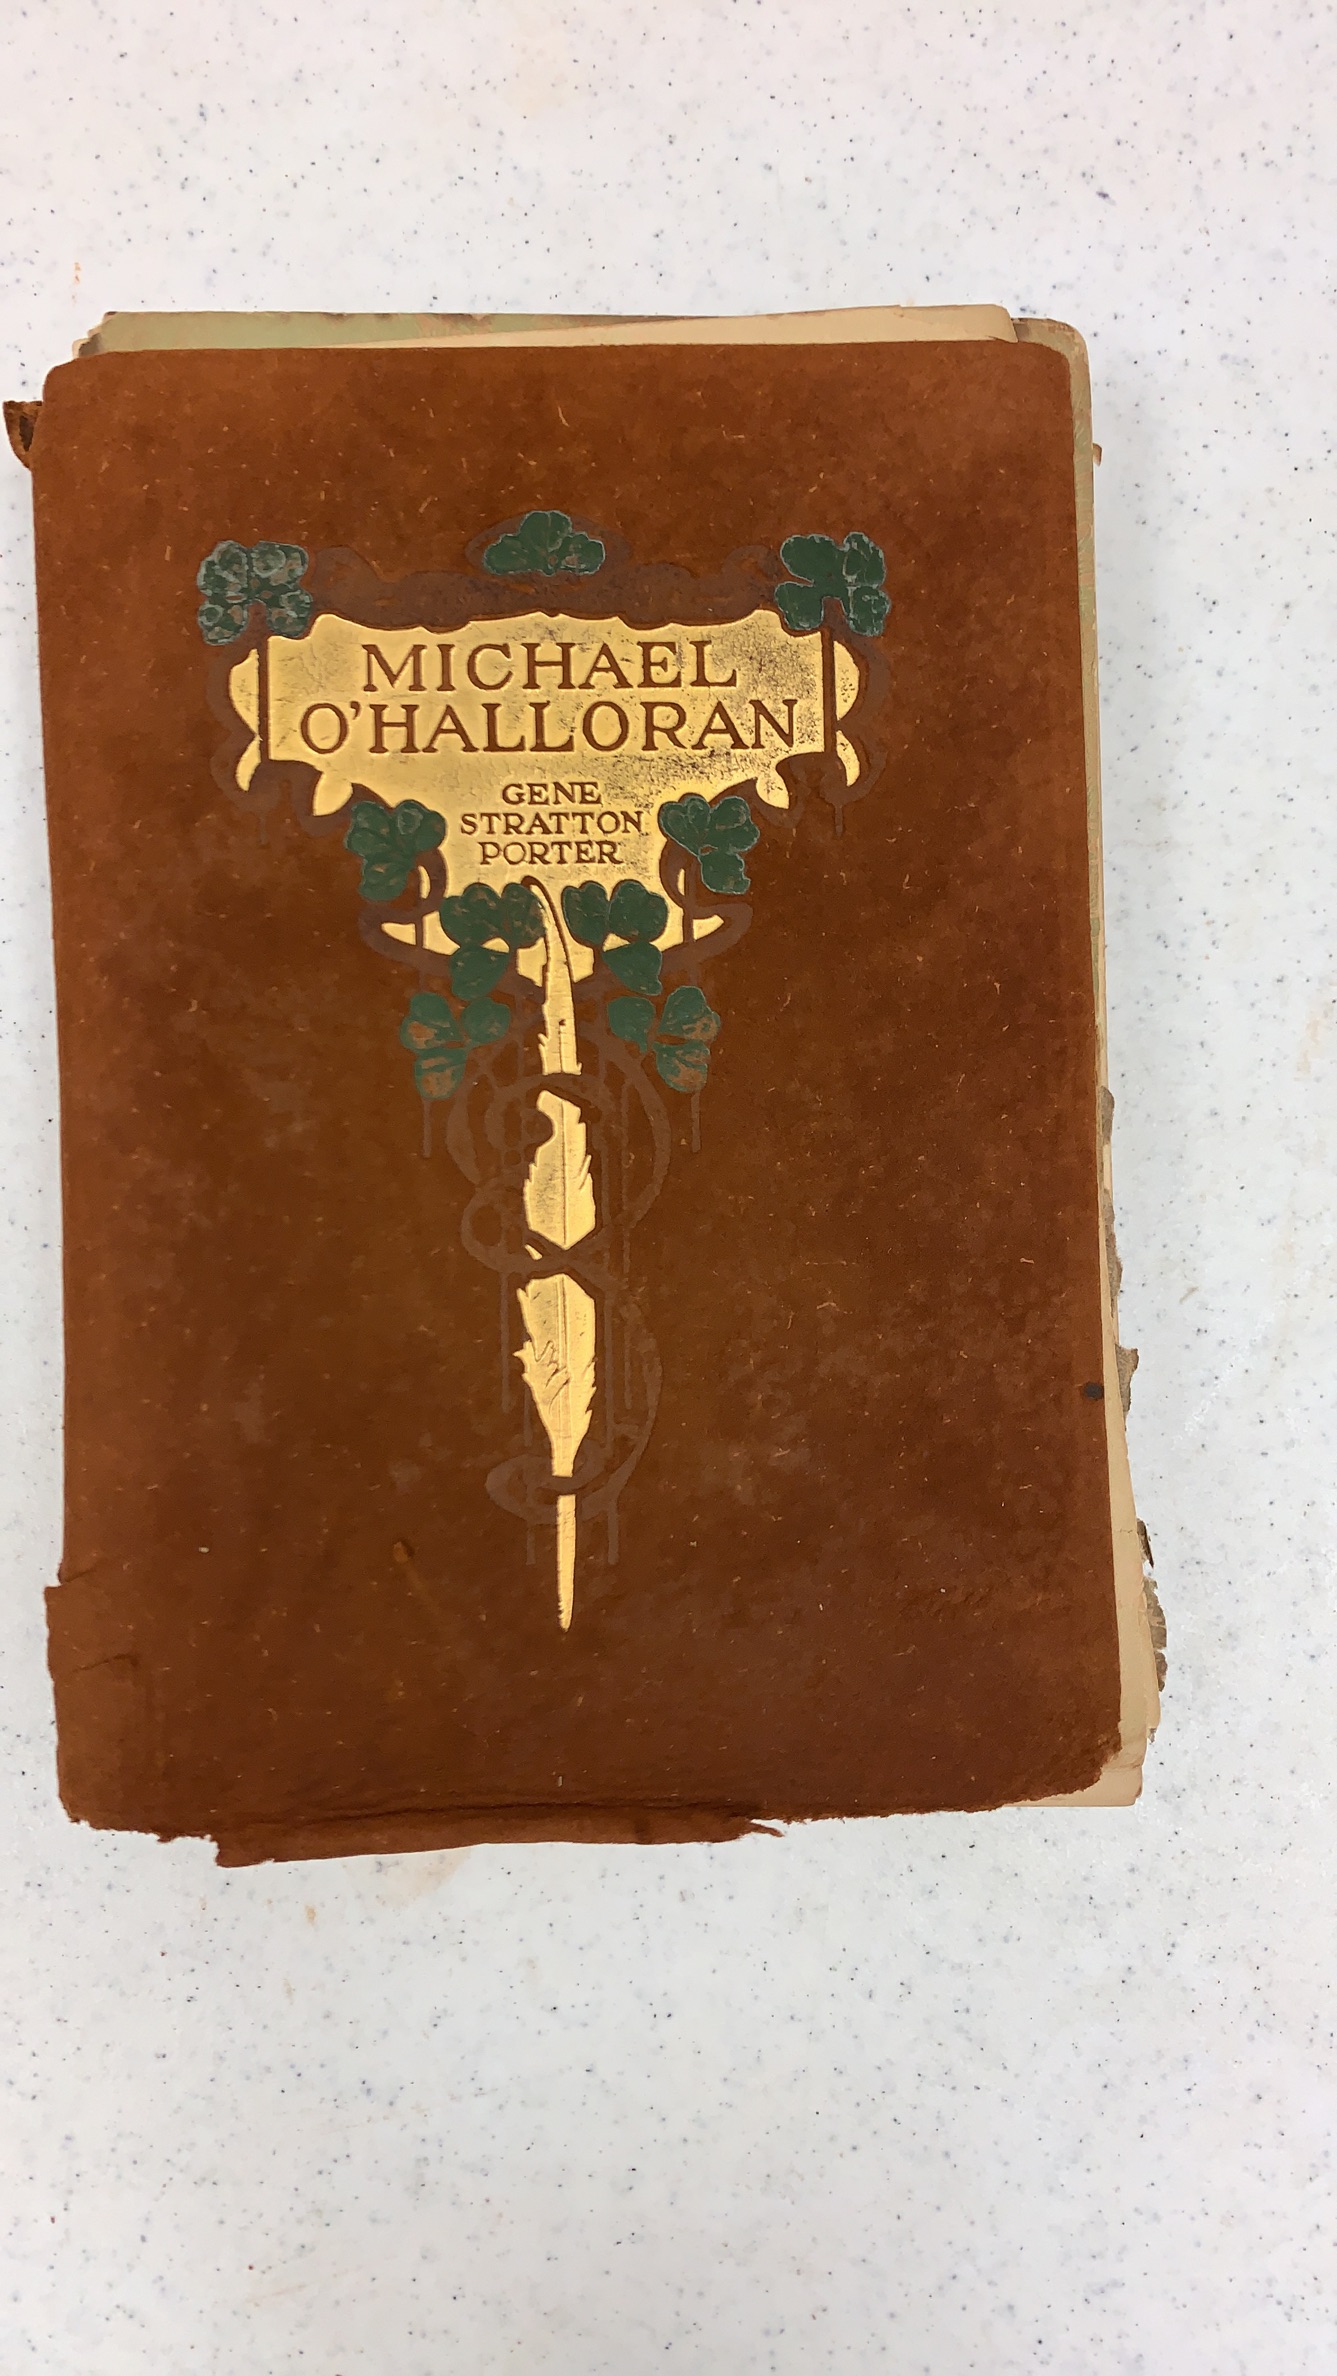 MICHAEL
O'HALLORAN
GENE
STRATTON
PORTER